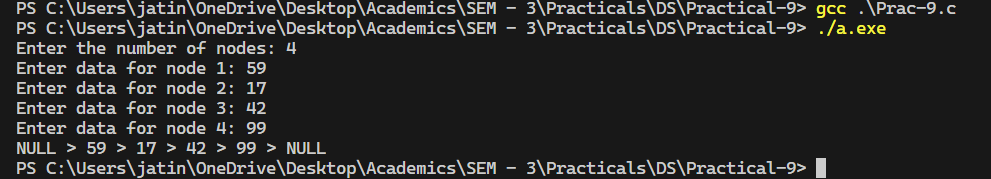 PS C:\Users\jatin\OneDrive\Desktop\Academics\SEM - 3\Practicals\DS\Practical-9> gcc .\Prac-9.c
PS C:\Users\jatin\OneDrive\Desktop\Academics\SEM - 3\Practicals\DS\Practical-9> ./a.exe
Enter the number of nodes: 4
Enter data for node 1: 59
Enter data for node 2: 17
Enter data for node 3: 42
Enter data for node 4: 99
NULL > 59 > 17 > 42 > 99 > NULL
PS C:\Users\jatin\OneDrive\Desktop\Academics\SEM - 3\Practicals\DS\Practical-9>